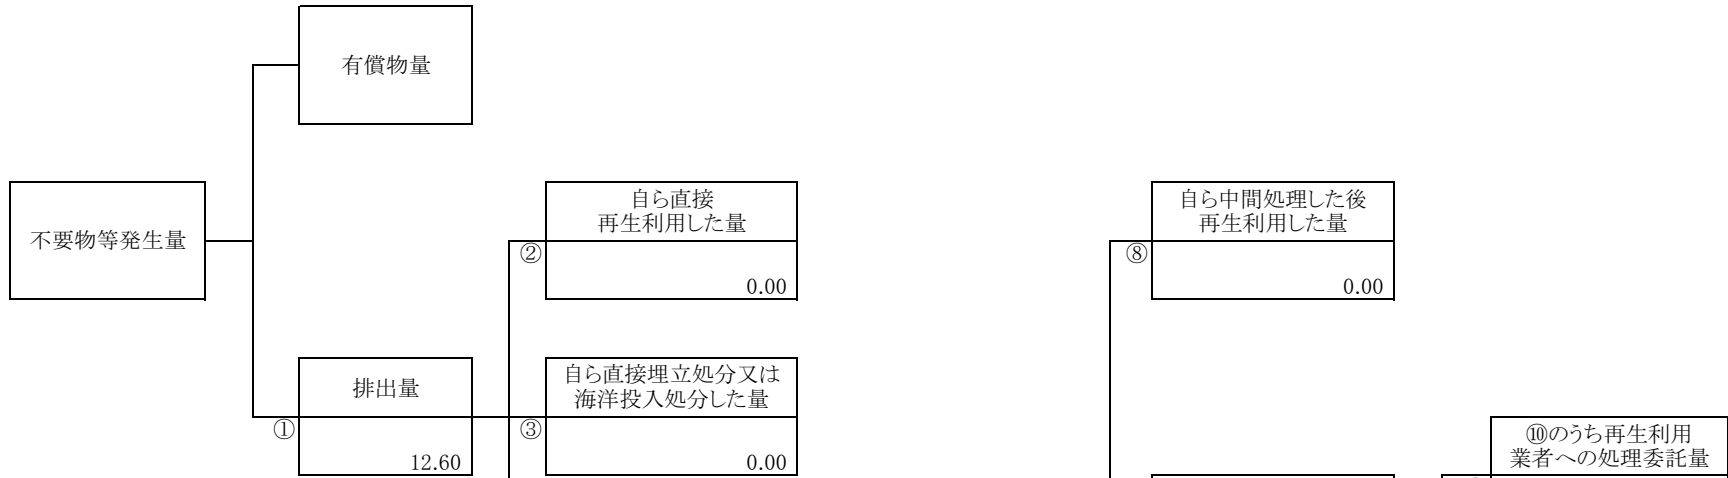 有償物量
不要物等発生量
自ら直接
再生利用した量
②
0.00
自ら中間処理した後
再生利用した量
⑧
0.00
排出量
①
12.60
自ら直接埋立処分又は
海洋投入処分した量
③
0.00
⑩のうち再生利用
業者への処理委託量